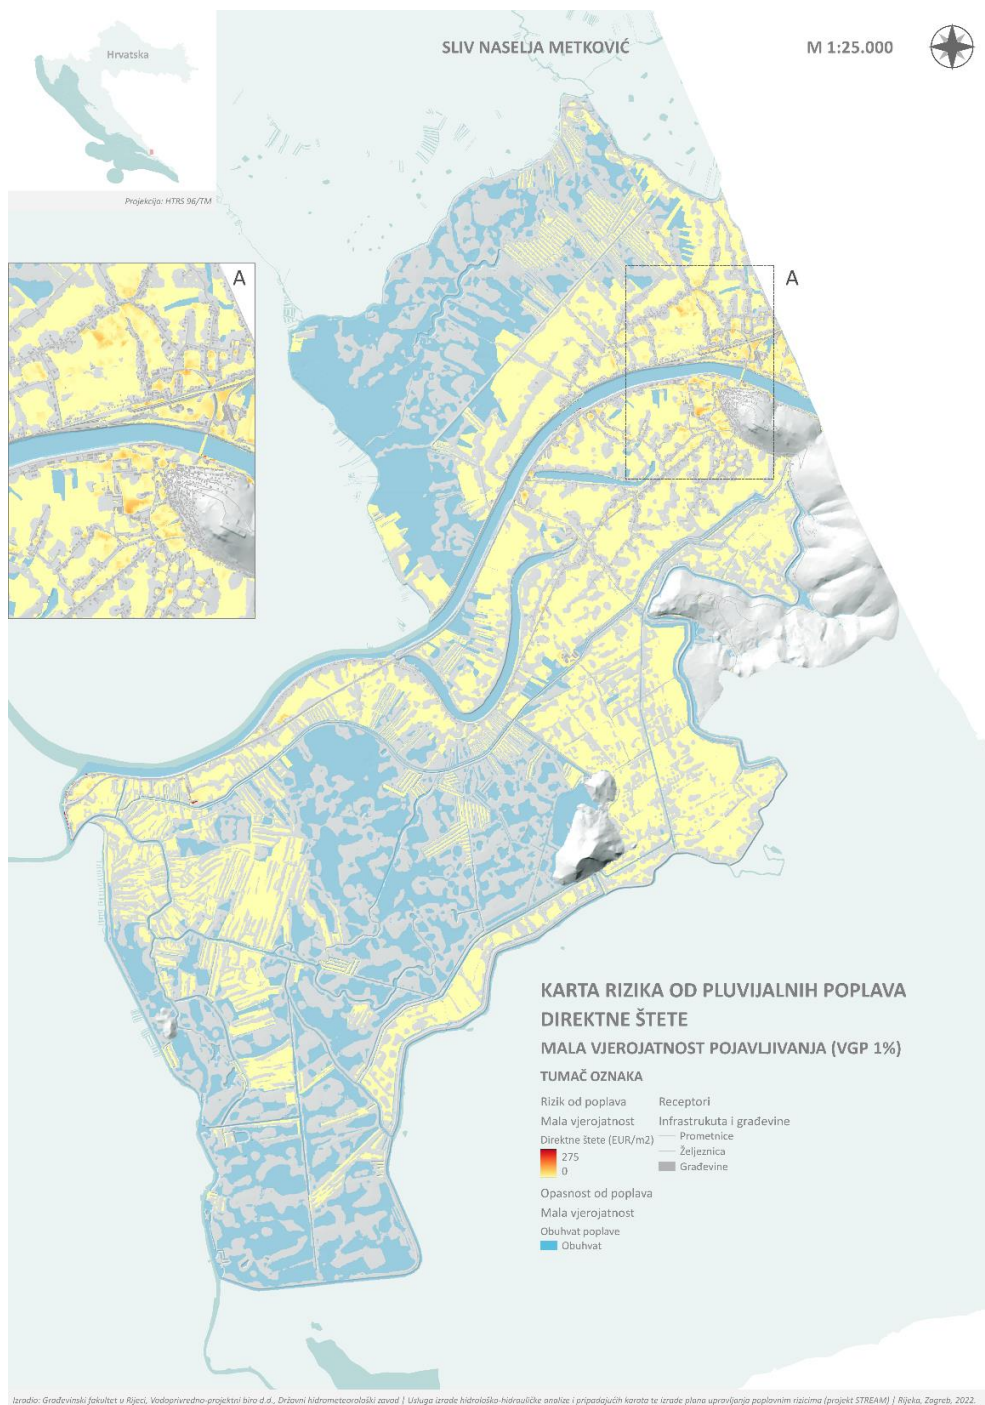 Hrvatska
SLIV NASELJA METKOVIĆ
M 1:25.000
Projekcija: HTRS 96/TM
A
A
KARTA RIZIKA OD PLUVIJALNIH POPLAVA
DIREKTNE ŠTETE
MALA VJEROJATNOST POJAVLJIVANJA (VGP 1%)
TUMAČ OZNAKA
Rizik od poplava
Mala vjerojatnost
Direktne štete (EUR/m2)
275
0
Opasnost od poplava
Mala vjerojatnost
Obuhvat poplave
Obuhvat
Receptori
Infrastrukuta i građevine
Prometnice
Željeznica
Građevine
Izradio: Građevinski fakultet u Rijeci, Vodoprivredno-projektni biro d.d., Državni hidrometeorološki zavod | Usluga izrade hidrološko-hidrauličke analize i pripadajućih karata te izrade plana upravljanja poplavnim rizicima (projekt STREAM) | Rijeka, Zagreb, 2022.